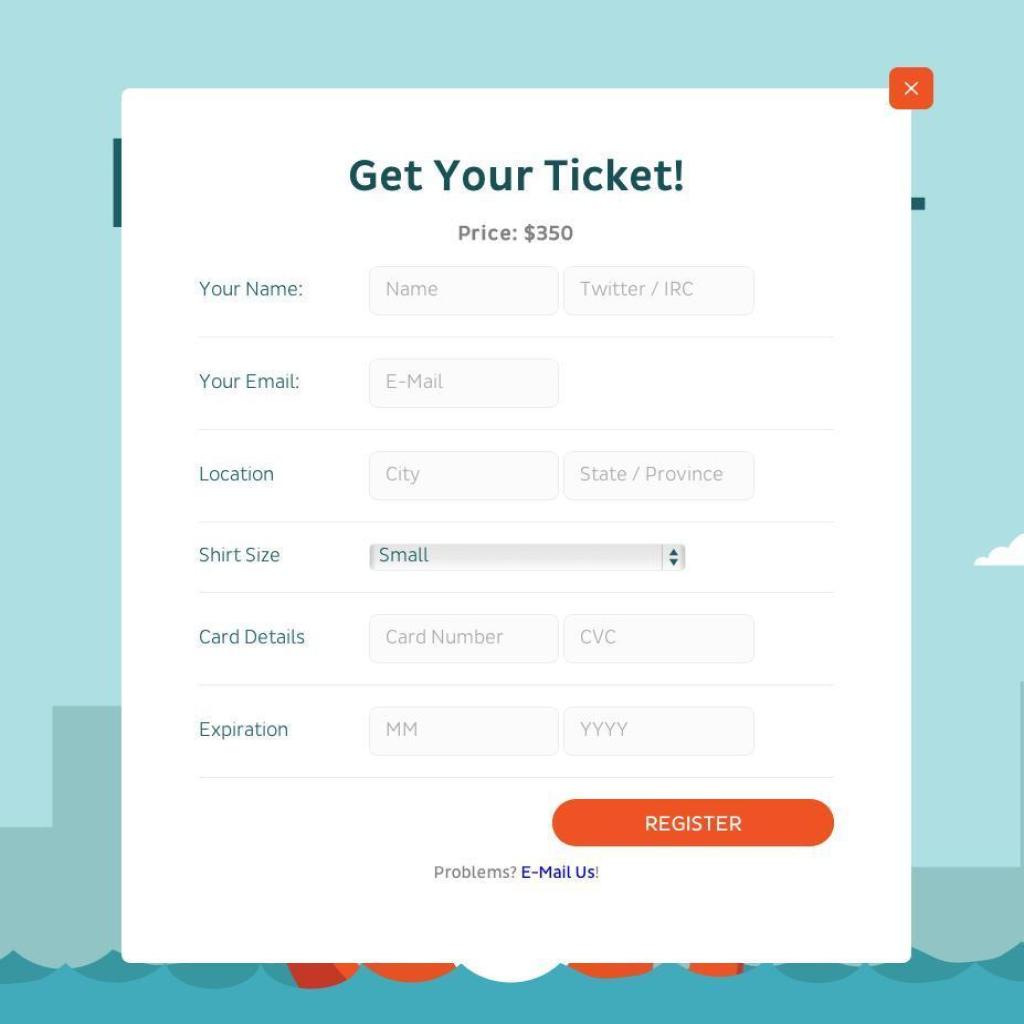 Get Your Ticket!
Price: $350
Your Name: Name Twitter / IRC
Your Email: E-Mail
Location City State / Province
Shirt Size Small
Card Details Card Number CVC
Expiration MM YYYY
REGISTER
Problems? E-Mail Us!